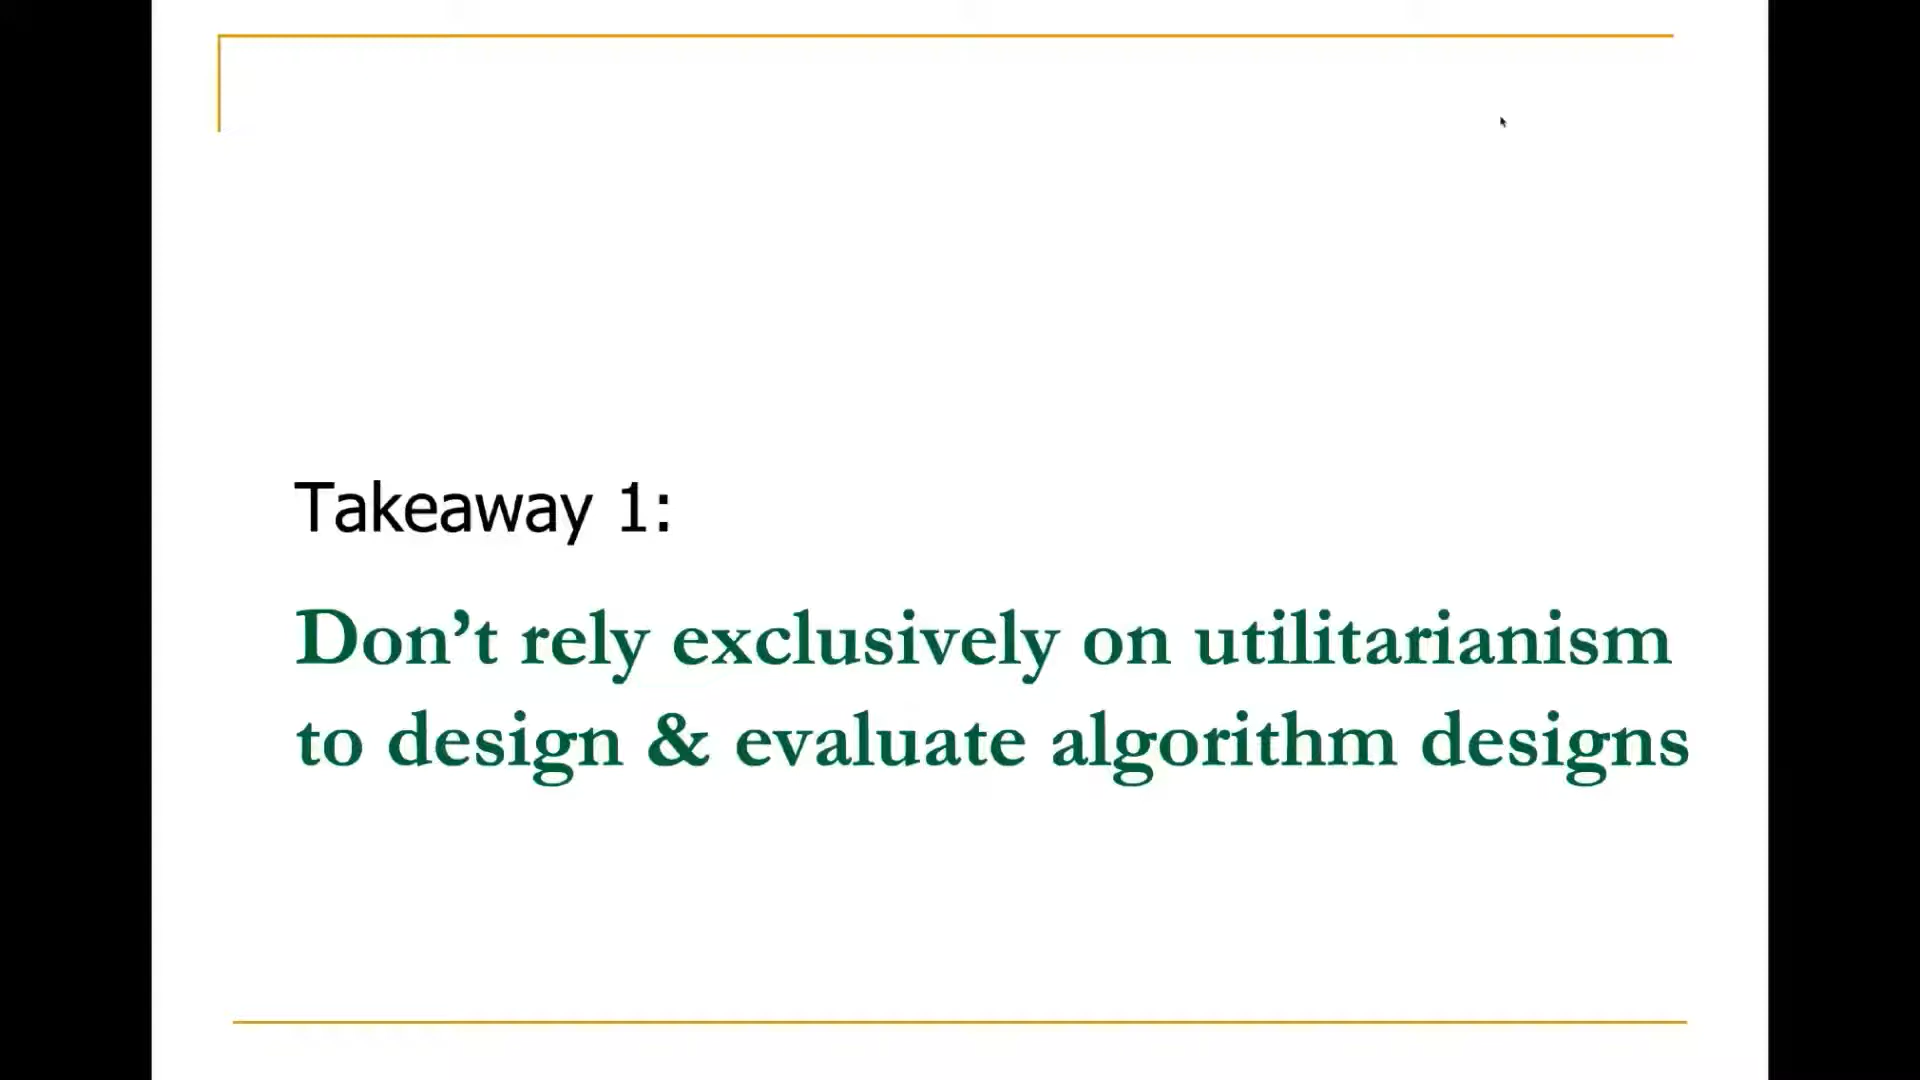 Takeaway 1:
Don’t rely exclusively on utilitarianism
to design & evaluate algorithm designs